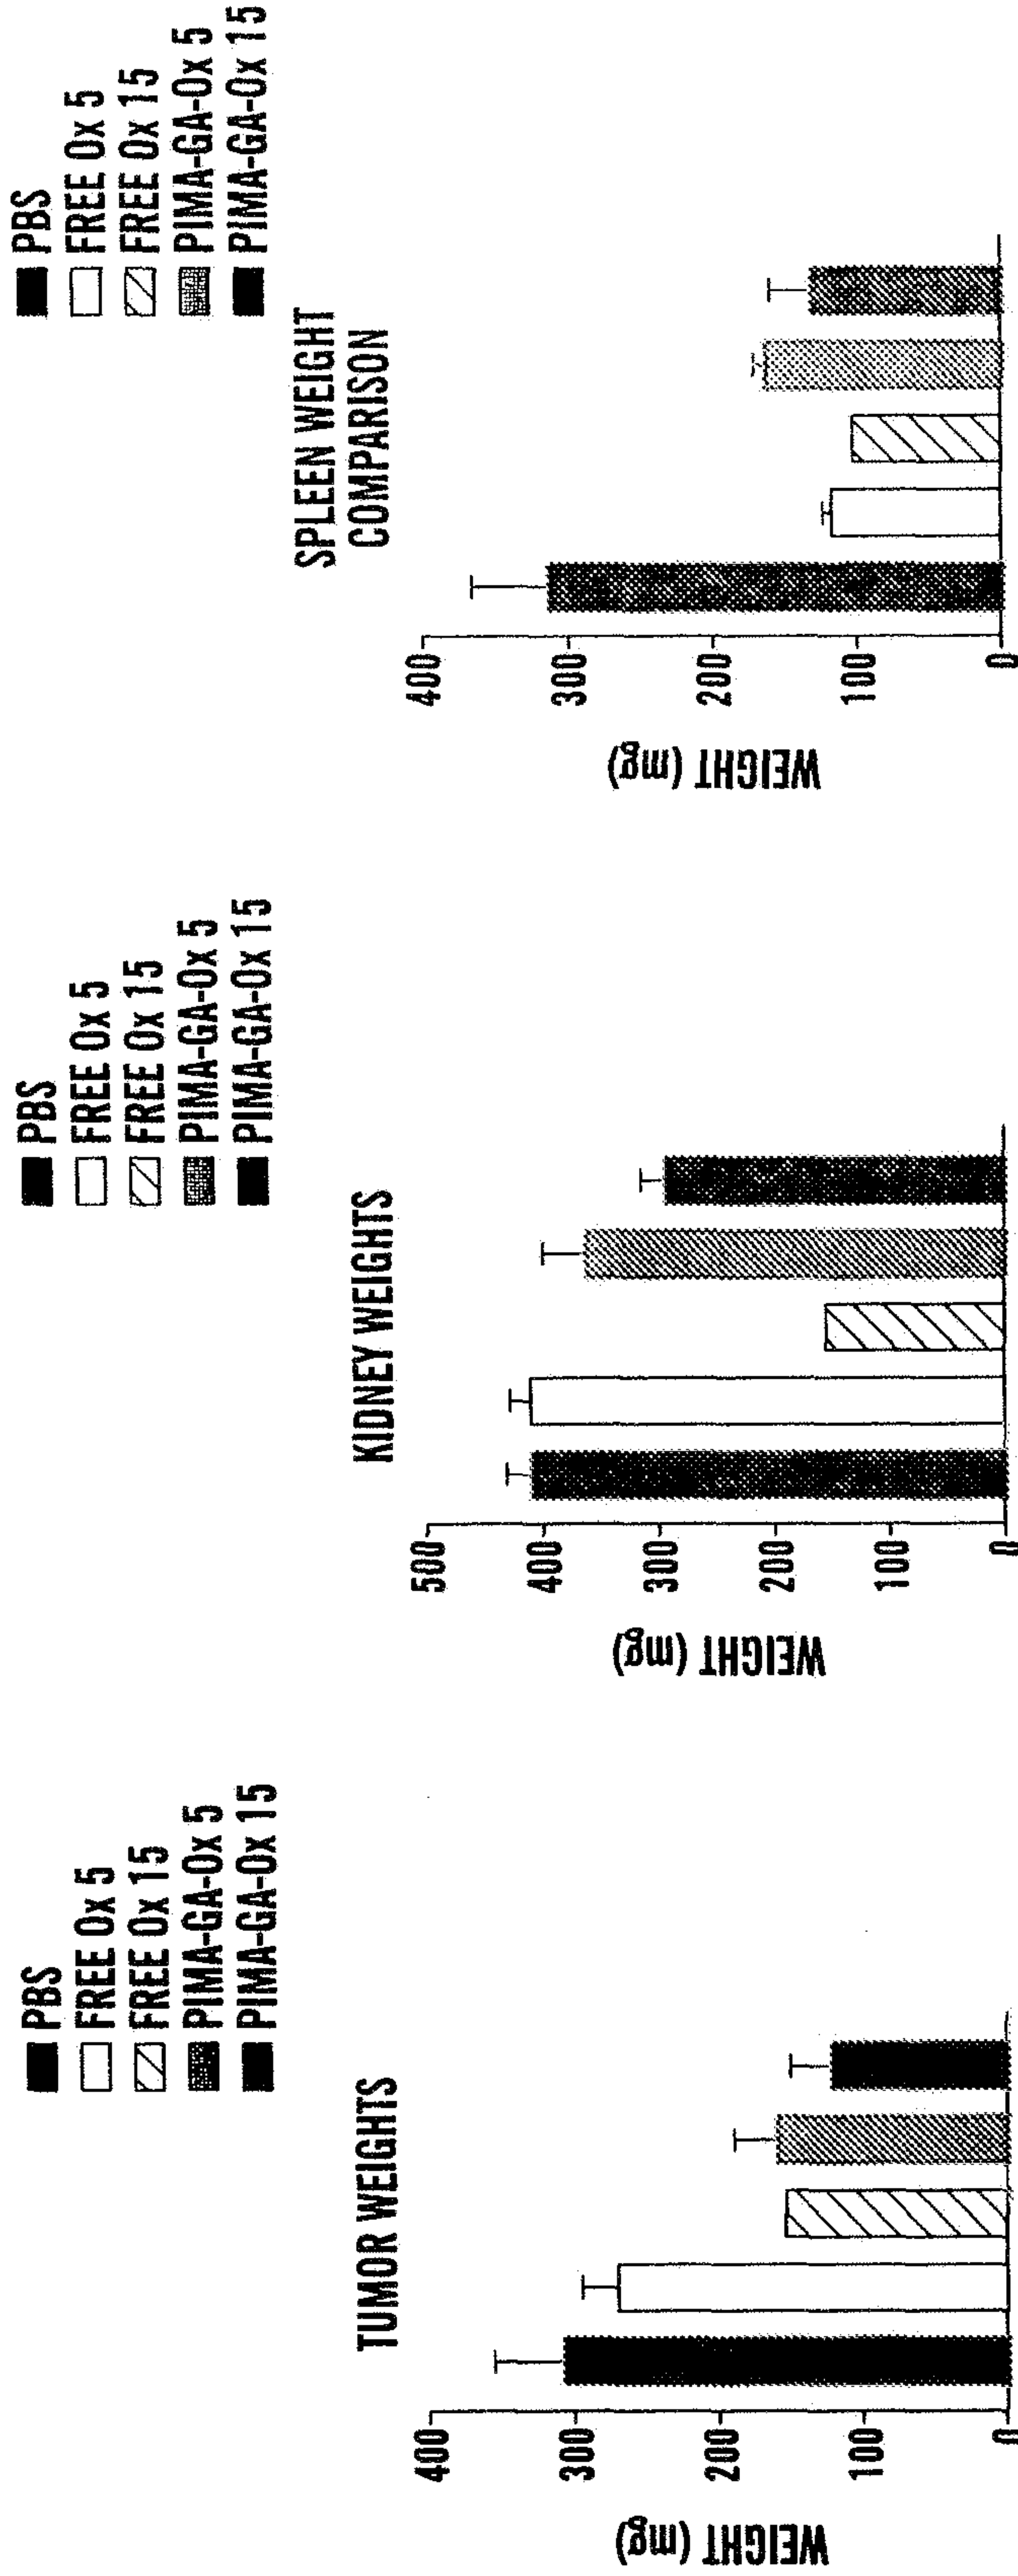 PBS
FREE Ox 5
FREE Ox 15
PIMA-GA-Ox 5
PIMA-GA-Ox 15
TUMOR WEIGHTS
400
300
200
100
0
WEIGHT (mg)
PBS
FREE Ox 5
FREE Ox 15
PIMA-GA-Ox 5
PIMA-GA-Ox 15
KIDNEY WEIGHTS
500
400
300
200
100
0
WEIGHT (mg)
PBS
FREE Ox 5
FREE Ox 15
PIMA-GA-Ox 5
PIMA-GA-Ox 15
SPLEEN WEIGHT
COMPARISON
400
300
200
100
0
WEIGHT (mg)